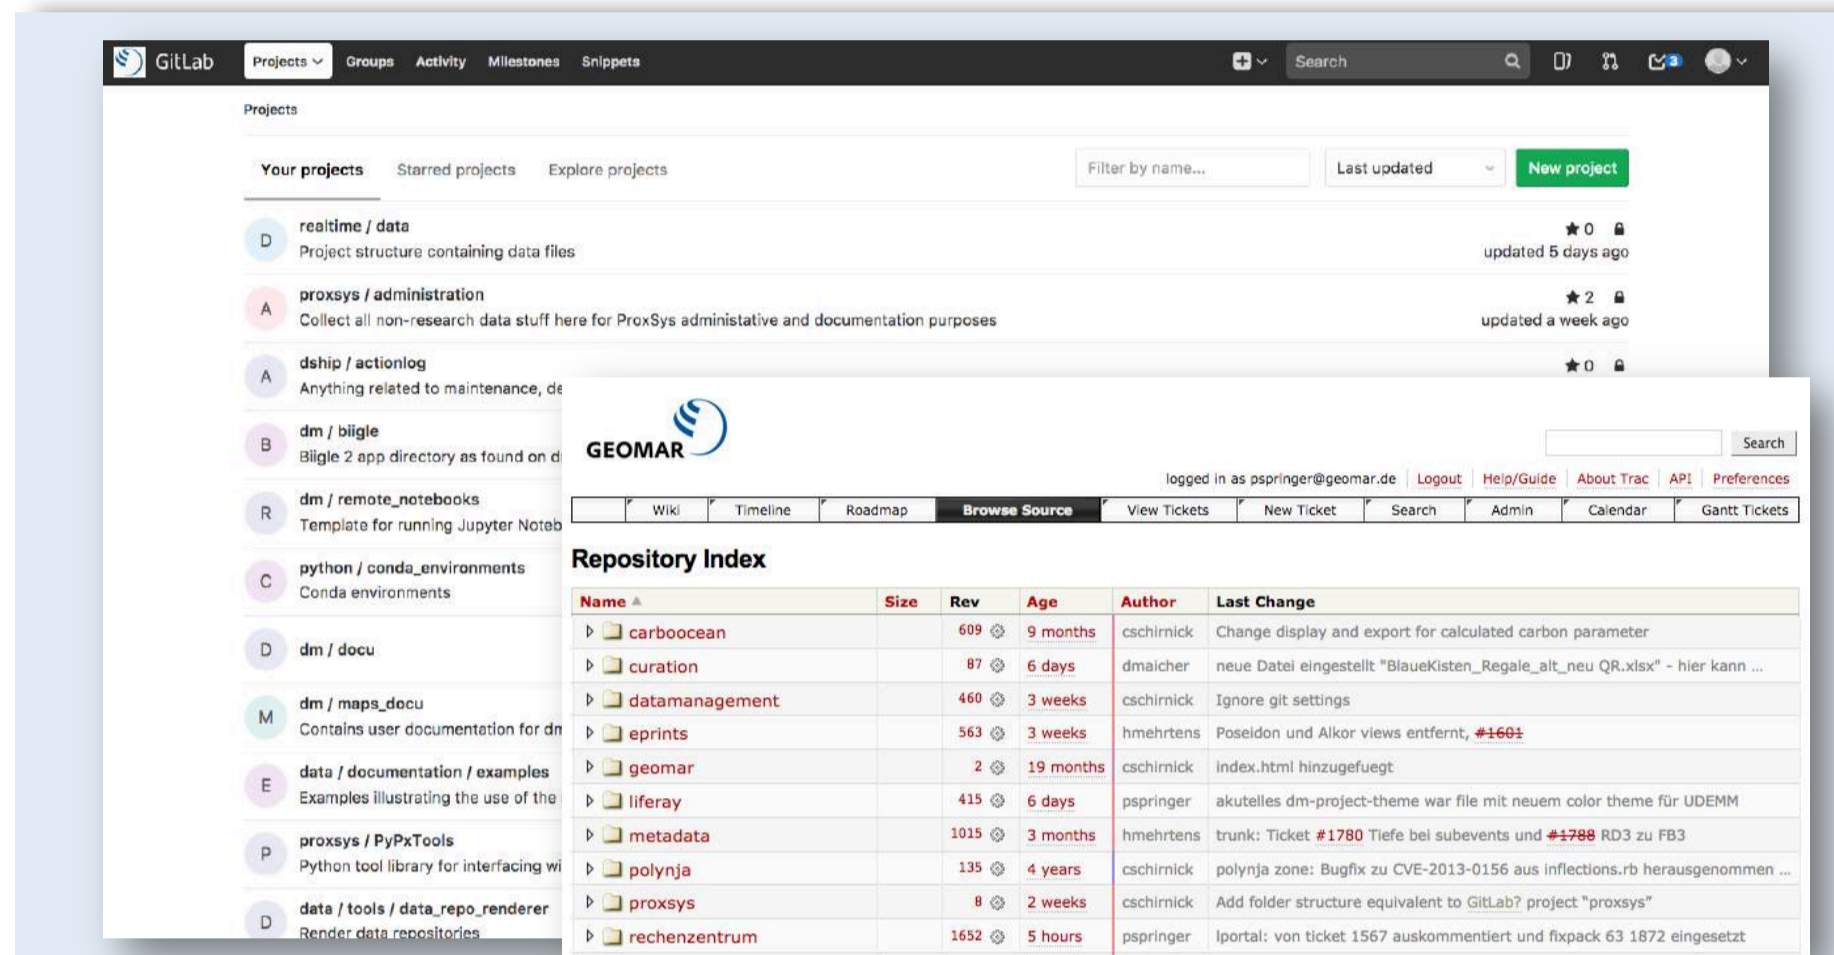 GitLab Projects Groups Activity Milestones Snippets Search 3
Projects
Your projects Starred projects Explore projects Filter by name... Last updated New project
D realtime / data 0
Project structure containing data files updated 5 days ago
A proxsys / administration 2
Collect all non-research data stuff here for ProxSys administative and documentation purposes updated a week ago
A dship / actionlog 0
Anything related to maintenance, de
B dm / biigle
Biigle 2 app directory as found on d
R dm / remote_notebooks
Template for running Jupyter Noteb
C python / conda_environments
Conda environments
D dm / docu
M dm / maps_docu
Contains user documentation for dm
E data / documentation / examples
Examples illustrating the use of the
P proxsys / PyPxTools
Python tool library for interfacing wi
D data / tools / data_repo_renderer
Render data repositories
GEOMAR
Search
logged in as pspringer@geomar.de Logout Help/Guide About Trac API Preferences
Wiki Timeline Roadmap Browse Source View Tickets New Ticket Search Admin Calendar Gantt Tickets
Repository Index
Name Size Rev Age Author Last Change
carboocean 609 9 months cschirnick Change display and export for calculated carbon parameter
curation 87 6 days dmaicher neue Datei eingestellt "BlaueKisten_Regale_alt_neu QR.xlsx" - hier kann ...
datamanagement 460 3 weeks cschirnick Ignore git settings
eprints 563 3 weeks hmehrtens Poseidon und Alkor views entfernt, #1601
geomar 2 19 months cschirnick index.html hinzugefuegt
liferay 415 6 days pspringer akutelles dm-project-theme war file mit neuem color theme für UDEMM
metadata 1015 3 months hmehrtens trunk: Ticket #1780 Tiefe bei subevents und #1788 RD3 zu FB3
polynja 135 4 years cschirnick polynja zone: Bugfix zu CVE-2013-0156 aus inflections.rb herausgenommen ...
proxsys 8 2 weeks cschirnick Add folder structure equivalent to GitLab? project "proxsys"
rechenzentrum 1652 5 hours pspringer lportal: von ticket 1567 auskommentiert und fixpack 63 1872 eingesetzt